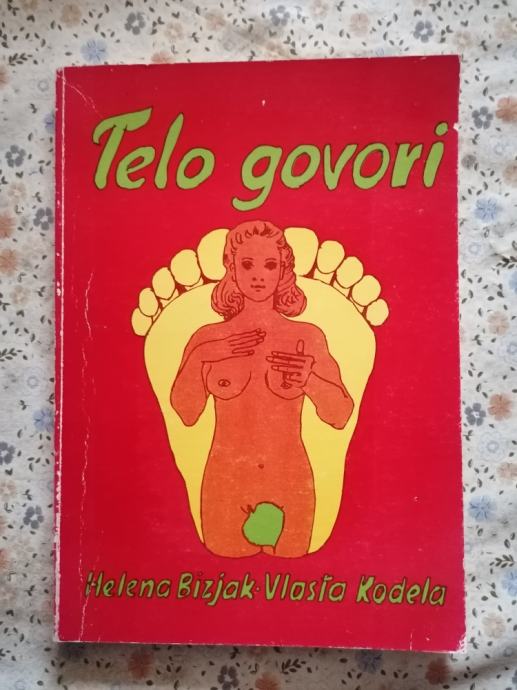 Telo govori
Helena Bizjak · Vlasta Kodela